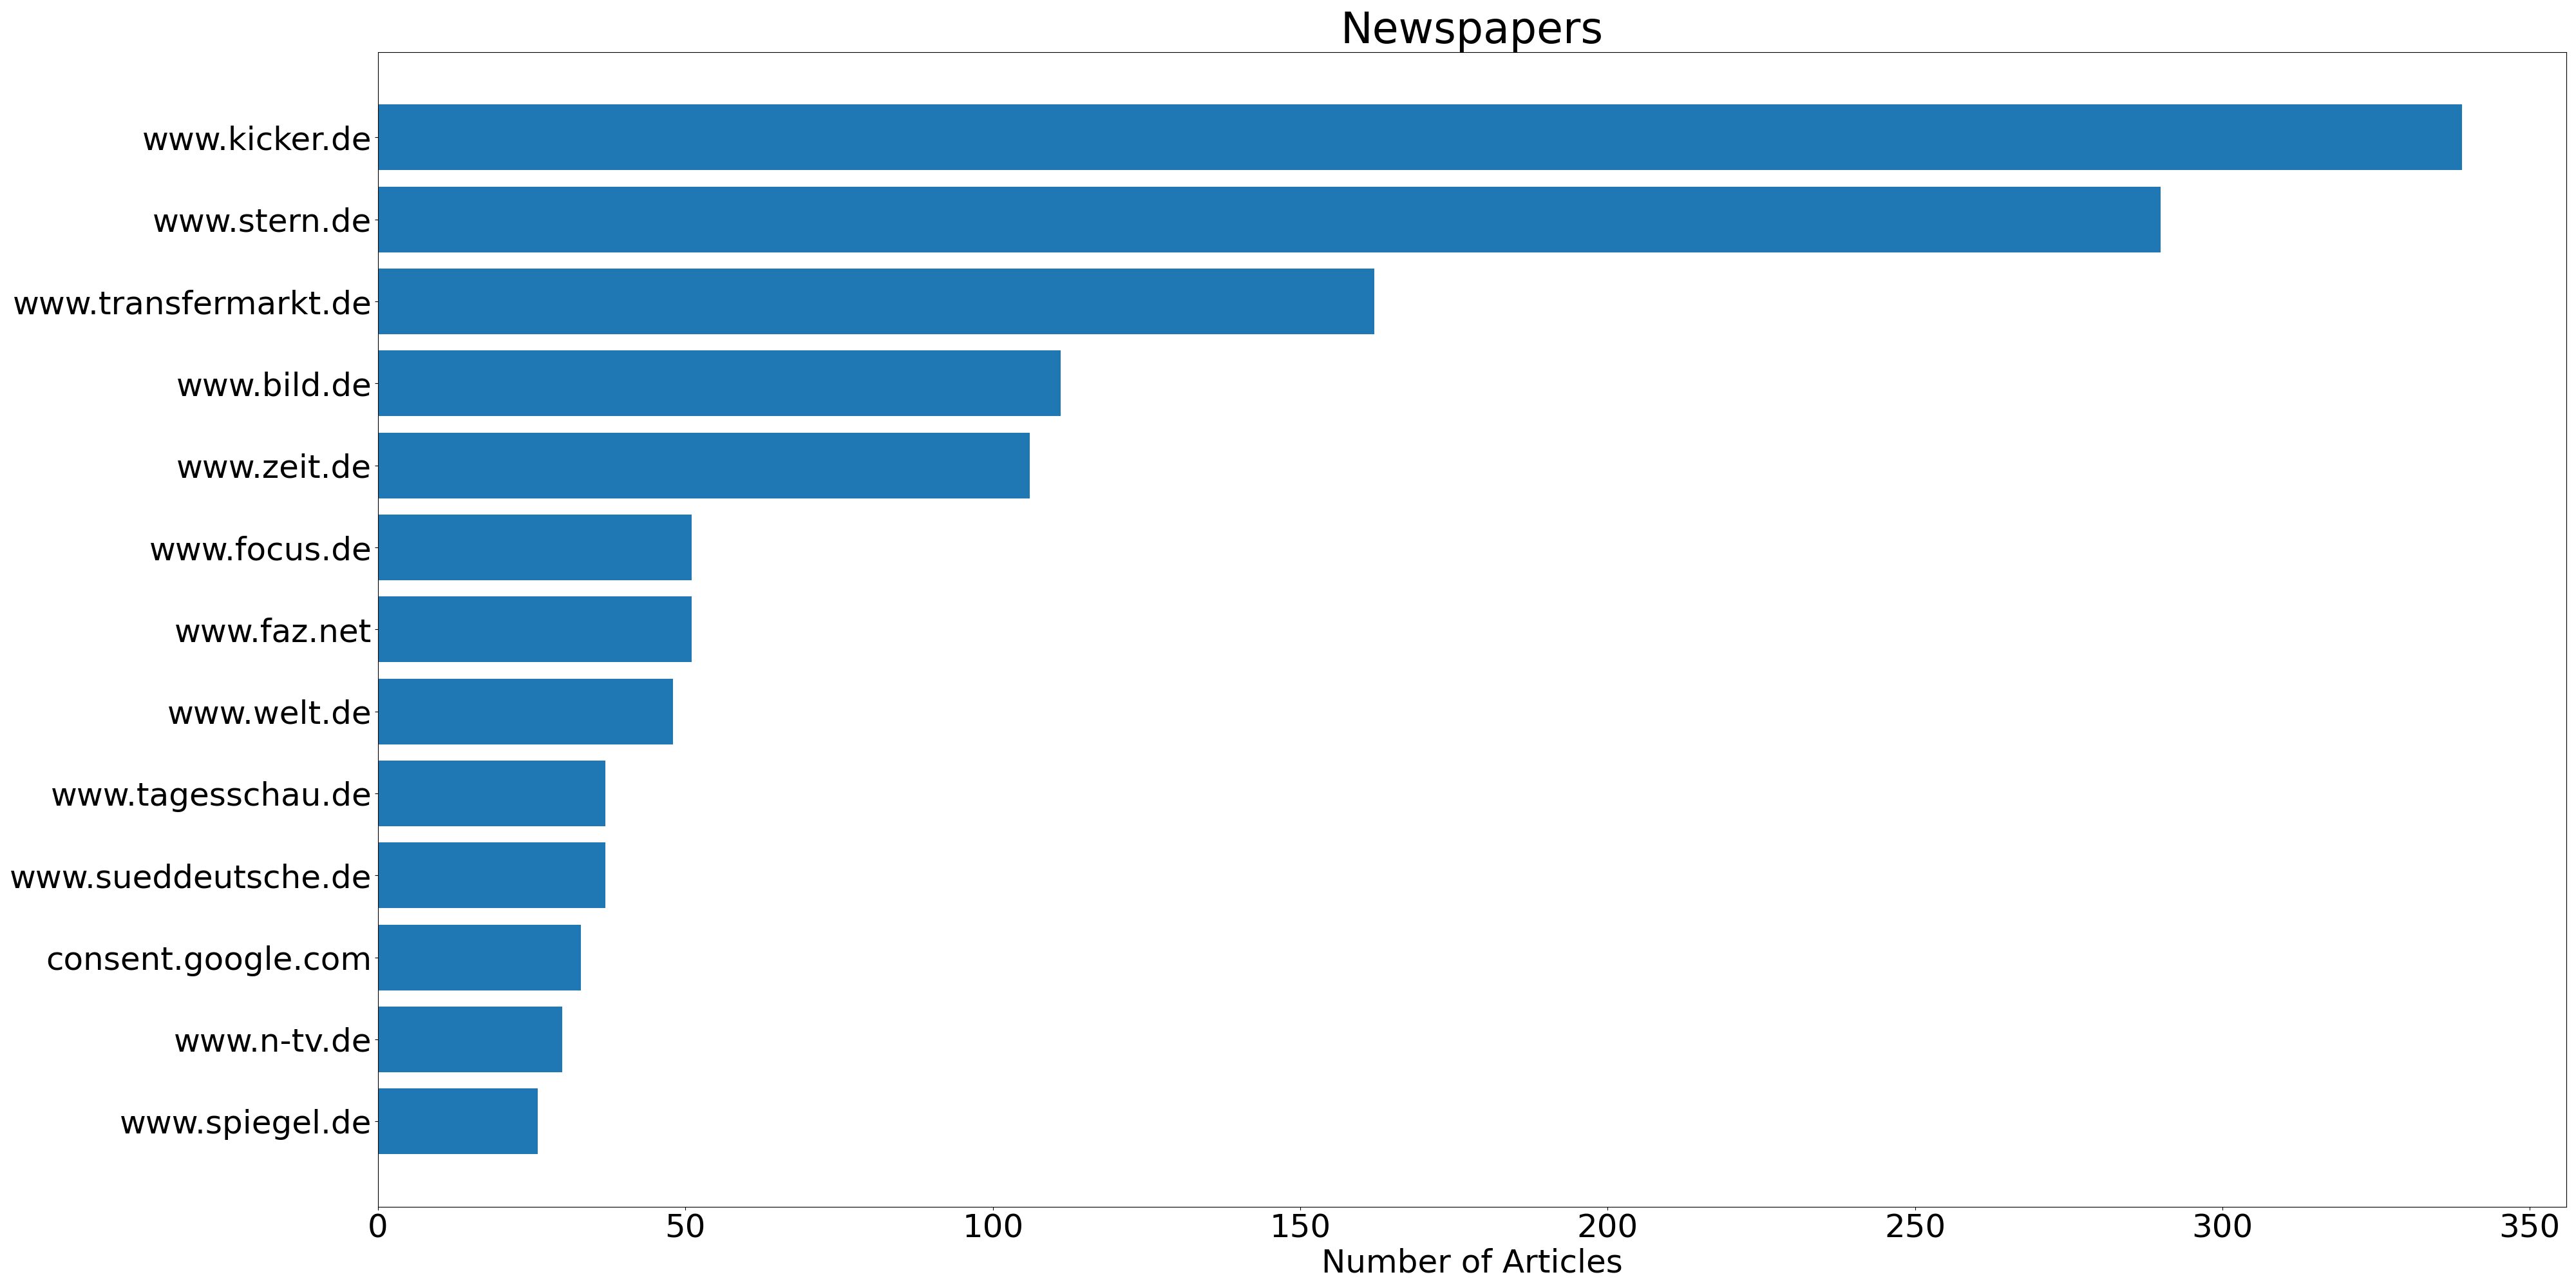 Newspapers
www.kicker.de
www.stern.de
www.transfermarkt.de
www.bild.de
www.zeit.de
www.focus.de
www.faz.net
www.welt.de
www.tagesschau.de
www.sueddeutsche.de
consent.google.com
www.n-tv.de
www.spiegel.de
0 50 100 150 200 250 300 350
Number of Articles